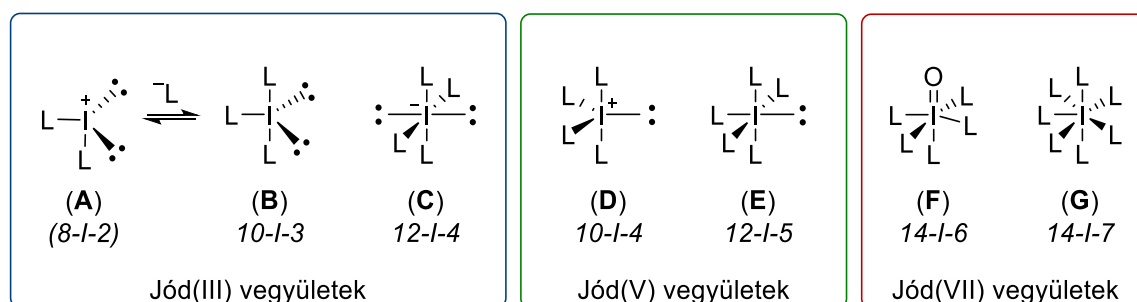 L I + L ⁻L L I L L L I − L L L
L I + L L L L I L L L L
O L I L L L L L I L L L L L L
(A) (B) (C) (D) (E) (F) (G)
(8-I-2) 10-I-3 12-I-4 10-I-4 12-I-5 14-I-6 14-I-7
Jód(III) vegyületek Jód(V) vegyületek Jód(VII) vegyületek